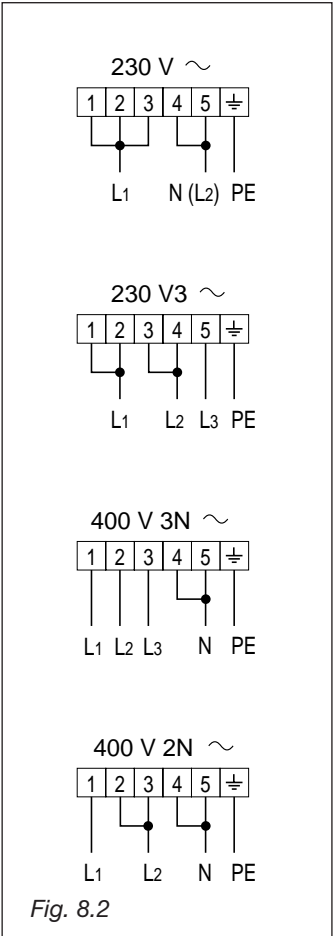 230 V ~
1 2 3 4 5 ⏚
L1 N (L2) PE
230 V3 ~
1 2 3 4 5 ⏚
L1 L2 L3 PE
400 V 3N ~
1 2 3 4 5 ⏚
L1 L2 L3 N PE
400 V 2N ~
1 2 3 4 5 ⏚
L1 L2 N PE
Fig. 8.2